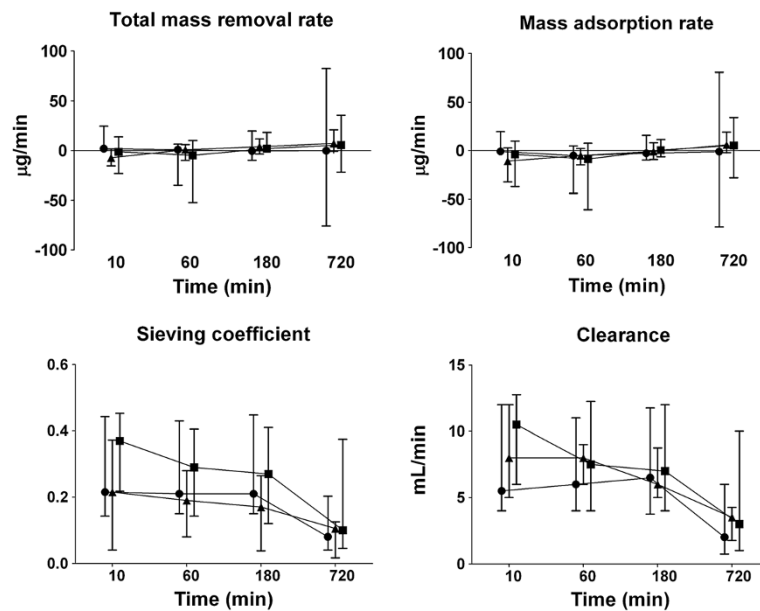 Total mass removal rate
100
50
0
-50
-100
µg/min
10 60 180 720
Time (min)
Mass adsorption rate
100
50
0
-50
-100
µg/min
10 60 180 720
Time (min)
Sieving coefficient
0.6
0.4
0.2
0.0
10 60 180 720
Time (min)
Clearance
15
10
5
0
mL/min
10 60 180 720
Time (min)